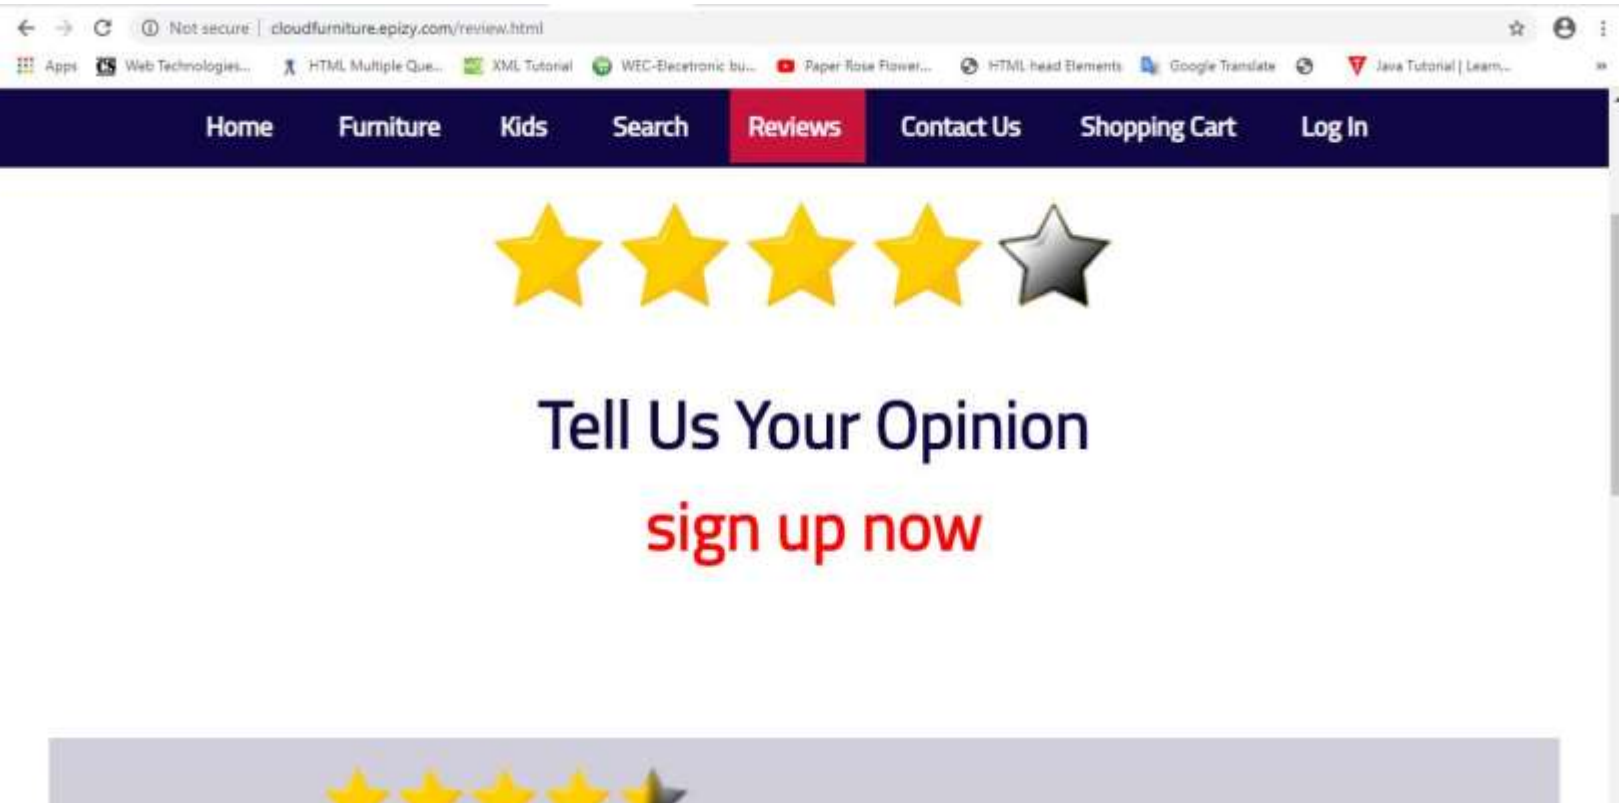 Not secure | cloudfurniture.epizy.com/review.html
Apps Web Technologies... HTML Multiple Que... XML Tutorial WEC-Elecetronic bu... Paper Rose Flower... HTML head Elements Google Translate Java Tutorial | Learn...
Home Furniture Kids Search Reviews Contact Us Shopping Cart Log In
Tell Us Your Opinion
sign up now